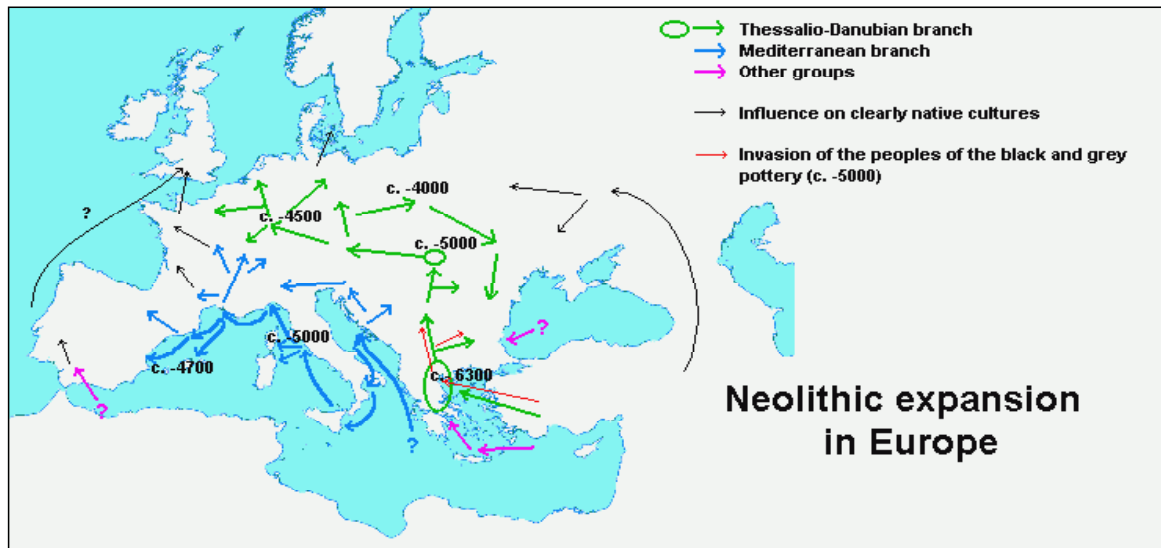 Thessalio-Danubian branch
Mediterranean branch
Other groups
Influence on clearly native cultures
Invasion of the peoples of the black and grey
pottery (c. -5000)
c. -4000
?
c. -4500
c. -5000
?
c. -5000
c. -4700
c. -6300
?
?
Neolithic expansion
in Europe